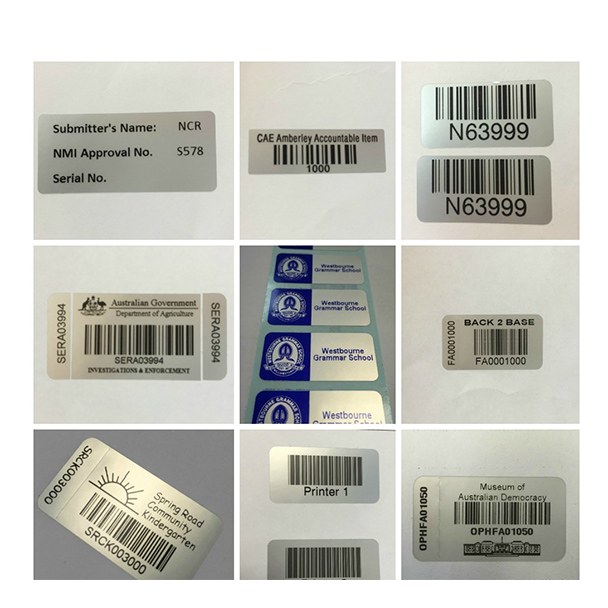 Submitter's Name: NCR
NMI Approval No. S578
Serial No.
CAE Amberley Accountable Item
1000
N63999
N63999
SERA03994
Australian Government
Department of Agriculture
SERA03994
INVESTIGATIONS & ENFORCEMENT
SERA03994
Westbourne
Grammar School
Westbourne
Grammar School
Westbourne
Grammar School
WESTBOURNE GRAMMAR SCHOOL
Westbourne
Grammar School
FA0001000
BACK 2 BASE
FA0001000
SRCK003000
Spring Road
Community
Kindergarten
SRCK003000
Printer 1
OPHFA01050
Museum of
Australian Democracy
OPHFA01050